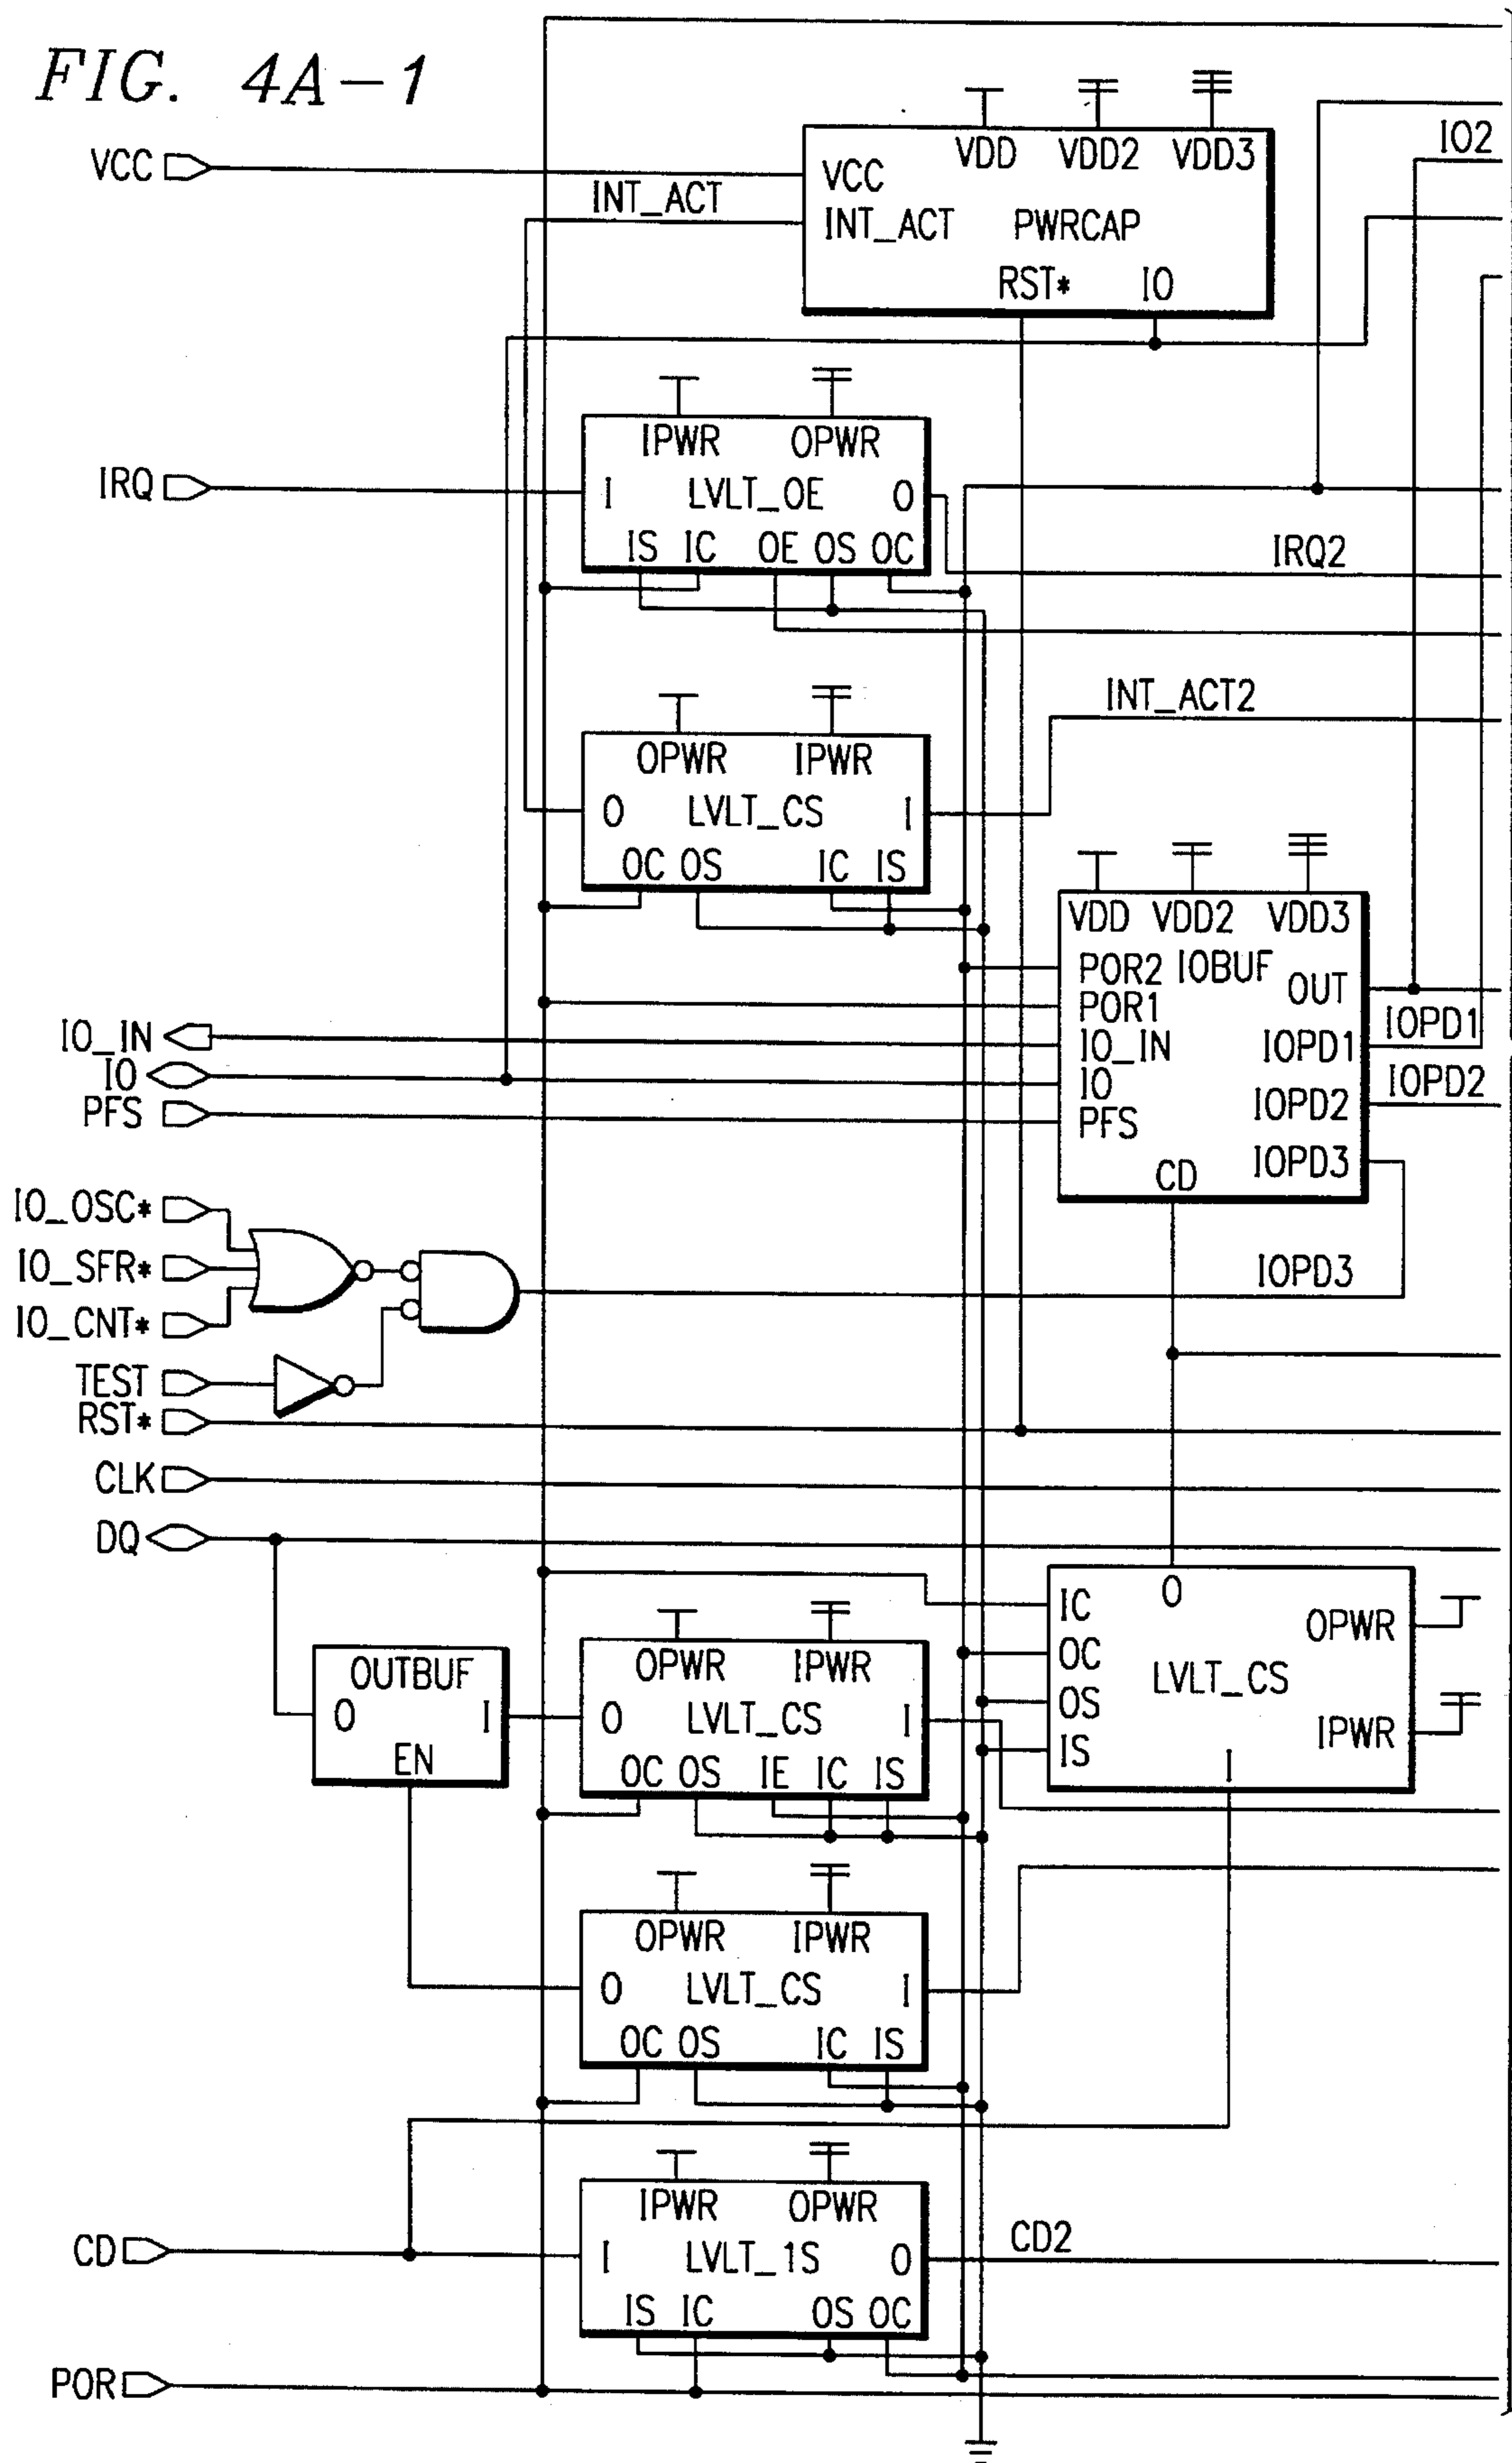 FIG. 4A-1
VCC
VDD VDD2 VDD3
IO2
VCC
INT_ACT
INT_ACT PWRCAP
RST* IO
IPWR OPWR
IRQ
I LVLT_OE O
IS IC OE OS OC
IRQ2
INT_ACT2
OPWR IPWR
O LVLT_CS I
OC OS IC IS
VDD VDD2 VDD3
POR2 IOBUF
OUT
POR1
IOPD1
IO_IN
IO_IN
IOPD1
IO
IO
IOPD2
PFS
PFS
IOPD2
CD
IOPD3
IO_OSC*
IO_SFR*
IOPD3
IO_CNT*
TEST
RST*
CLK
DQ
O
IC
OPWR
OC
LVLT_CS
OS
IPWR
IS
I
OUTBUF
O I
EN
OPWR IPWR
O LVLT_CS I
OC OS IE IC IS
OPWR IPWR
O LVLT_CS I
OC OS IC IS
IPWR OPWR
CD
I LVLT_1S O
CD2
IS IC OS OC
POR